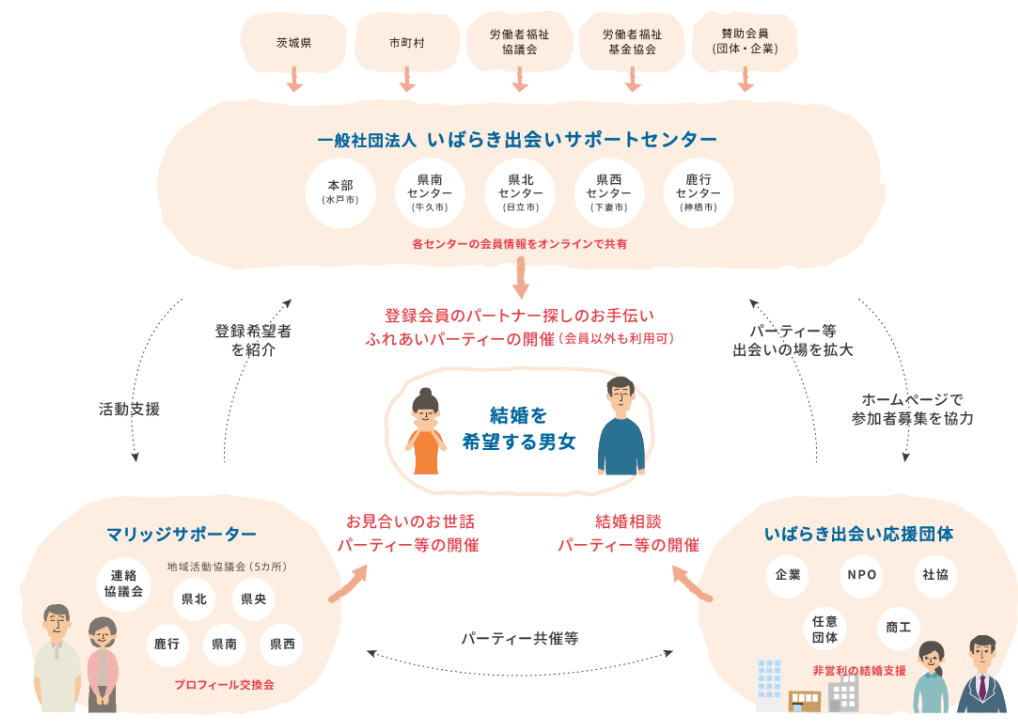 茨城県
市町村
労働者福祉
協議会
労働者福祉
基金協会
賛助会員
(団体・企業)
一般社団法人 いばらき出会いサポートセンター
本部
(水戸市)
県南
センター
(牛久市)
県北
センター
(日立市)
県西
センター
(下妻市)
鹿行
センター
(神栖市)
各センターの会員情報をオンラインで共有
登録会員のパートナー探しのお手伝い
ふれあいパーティーの開催(会員以外も利用可)
登録希望者
を紹介
活動支援
パーティー等
出会いの場を拡大
ホームページで
参加者募集を協力
結婚を
希望する男女
お見合いのお世話
パーティー等の開催
結婚相談
パーティー等の開催
マリッジサポーター
連絡
協議会
地域活動協議会(5カ所)
県北
県央
鹿行
県南
県西
プロフィール交換会
パーティー共催等
いばらき出会い応援団体
企業
NPO
社協
任意
団体
商工
非営利の結婚支援